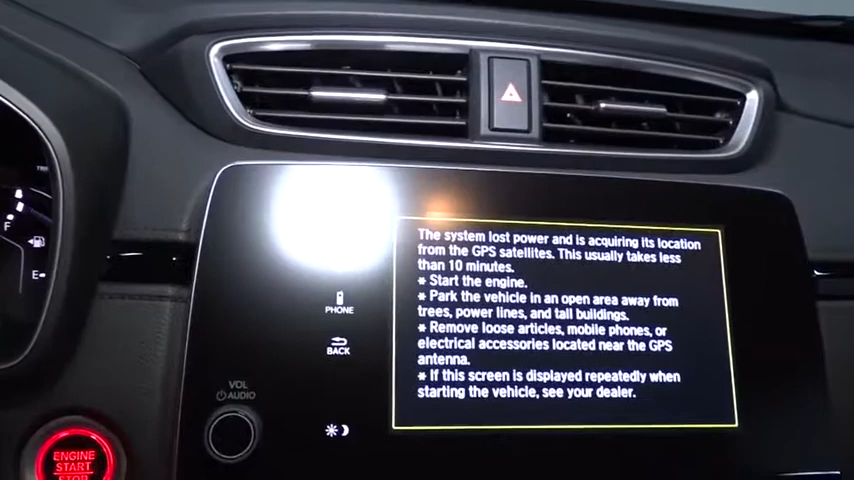 The system lost power and is acquiring its location
from the GPS satellites. This usually takes less
than 10 minutes.
* Start the engine.
* Park the vehicle in an open area away from
trees, power lines, and tall buildings.
* Remove loose articles, mobile phones, or
electrical accessories located near the GPS
antenna.
* If this screen is displayed repeatedly when
starting the vehicle, see your dealer.
PHONE
BACK
VOL
AUDIO
E
ENGINE
START
STOP